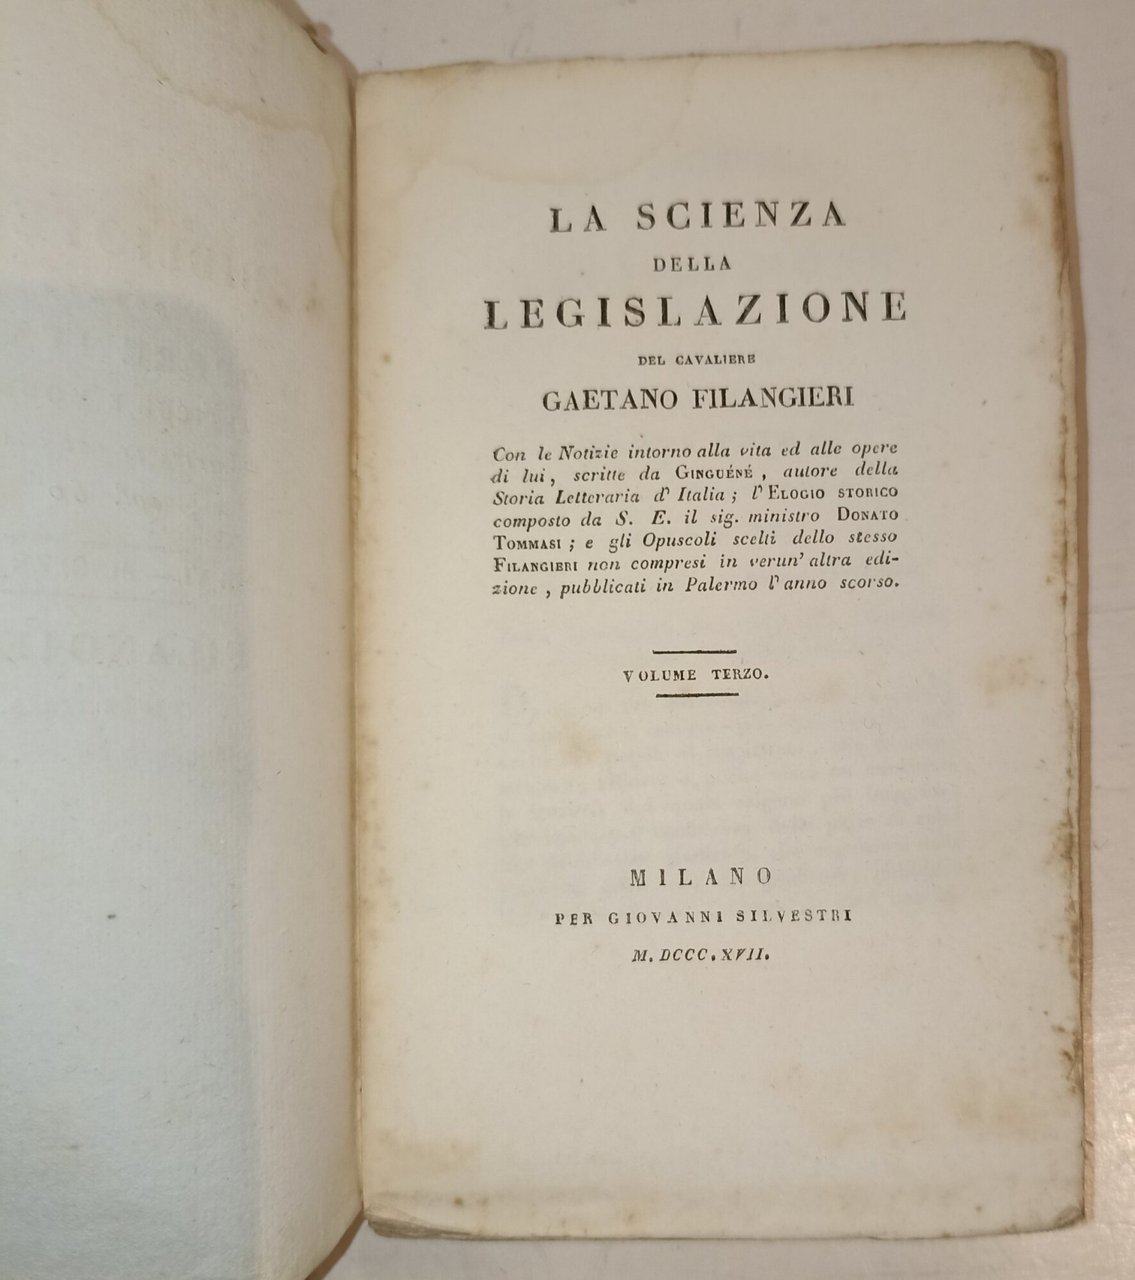 LA SCIENZA
DELLA
LEGISLAZIONE
DEL CAVALIERE
GAETANO FILANGIERI
Con le Notizie intorno alla vita ed alle opere
di lui, scritte da GINGUÉNÉ, autore della
Storia Letteraria d' Italia; l' ELOGIO STORICO
composto da S. E. il sig. ministro DONATO
TOMMASI; e gli Opuscoli scelti dello stesso
FILANGIERI non compresi in verun' altra edi-
zione, pubblicati in Palermo l' anno scorso.
VOLUME TERZO.
MILANO
PER GIOVANNI SILVESTRI
M. DCCC. XVII.